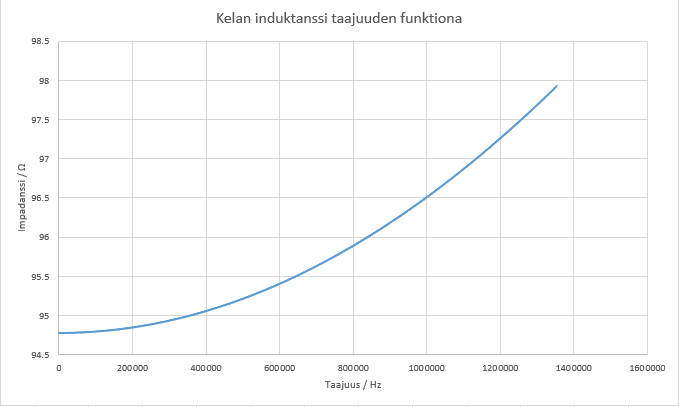 Kelan induktanssi taajuuden funktiona
98.5
98
97.5
97
96.5
96
95.5
95
94.5
Impadanssi / Ω
0 200000 400000 600000 800000 1000000 1200000 1400000 1600000
Taajuus / Hz